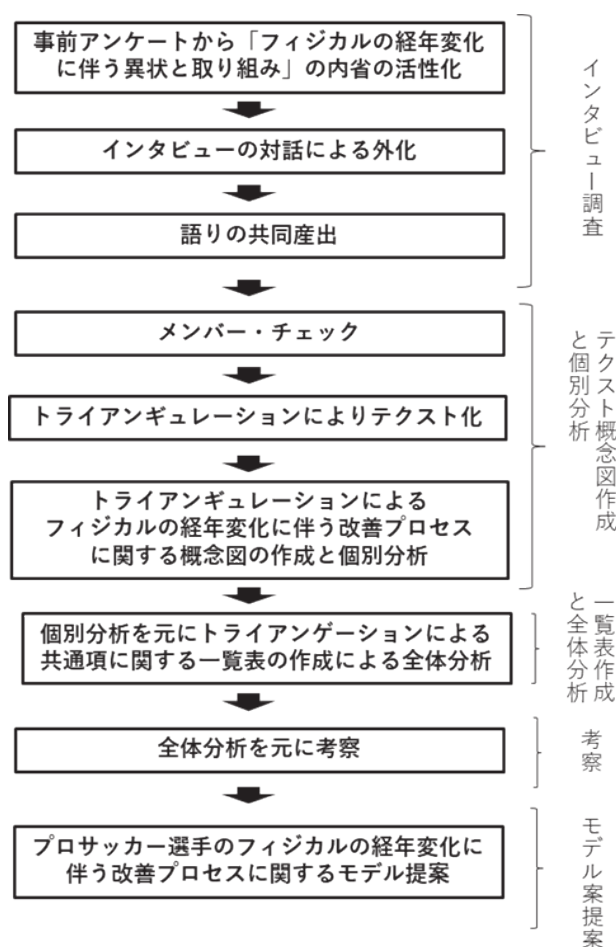 事前アンケートから「フィジカルの経年変化
に伴う異状と取り組み」の内省の活性化
インタビューの対話による外化
語りの共同産出
インタビュー調査
メンバー・チェック
トライアンギュレーションによりテクスト化
トライアンギュレーションによる
フィジカルの経年変化に伴う改善プロセス
に関する概念図の作成と個別分析
テクスト概念図作成
と個別分析
個別分析を元にトライアンゲーションによる
共通項に関する一覧表の作成による全体分析
一覧表作成
と全体分析
全体分析を元に考察
考察
プロサッカー選手のフィジカルの経年変化に
伴う改善プロセスに関するモデル提案
モデル案提案